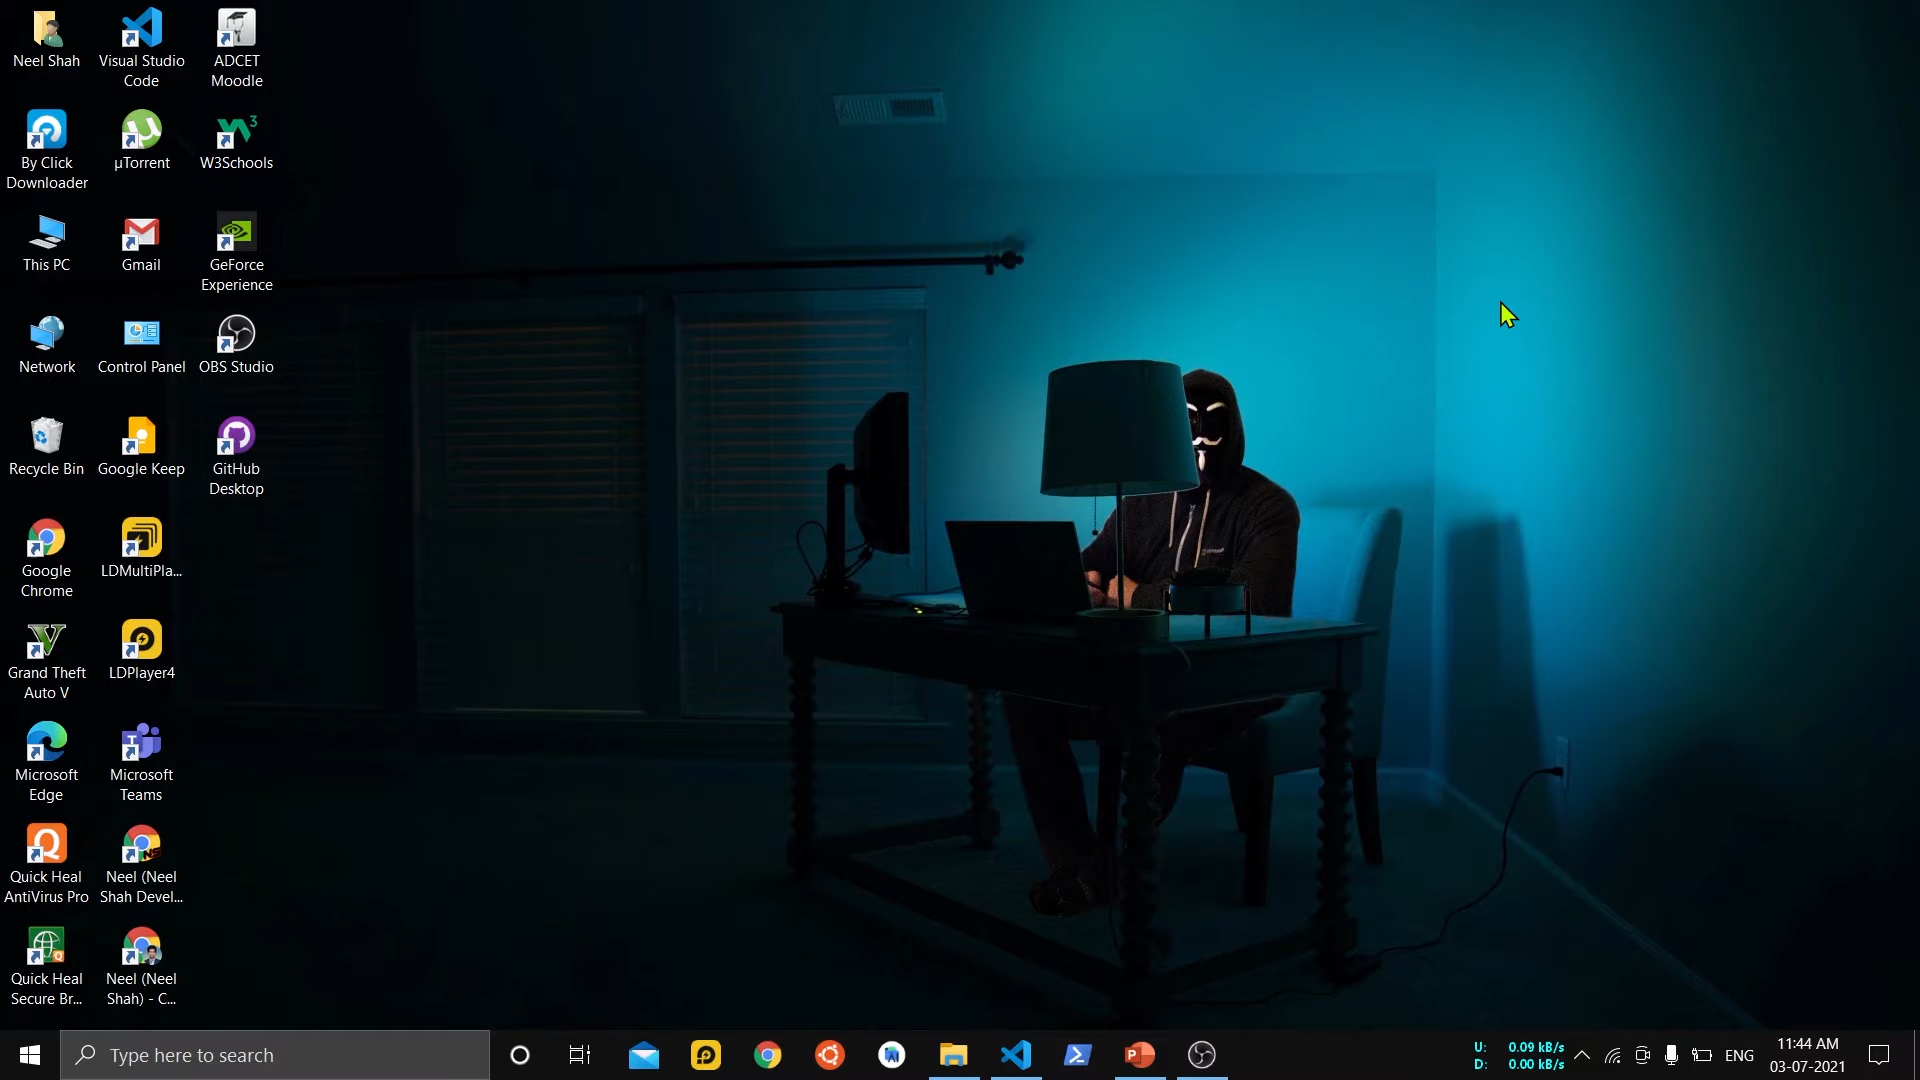 Neel Shah
Visual Studio
Code
ADCET
Moodle
By Click
Downloader
µTorrent
W3Schools
This PC
Gmail
GeForce
Experience
Network
Control Panel
OBS Studio
Recycle Bin
Google Keep
GitHub
Desktop
Google
Chrome
LDMultiPla...
Grand Theft
Auto V
LDPlayer4
Microsoft
Edge
Microsoft
Teams
Quick Heal
AntiVirus Pro
Neel (Neel
Shah Devel...
Quick Heal
Secure Br...
Neel (Neel
Shah) - C...
Type here to search
U: 0.09 kB/s
D: 0.00 kB/s
ENG
11:44 AM
03-07-2021